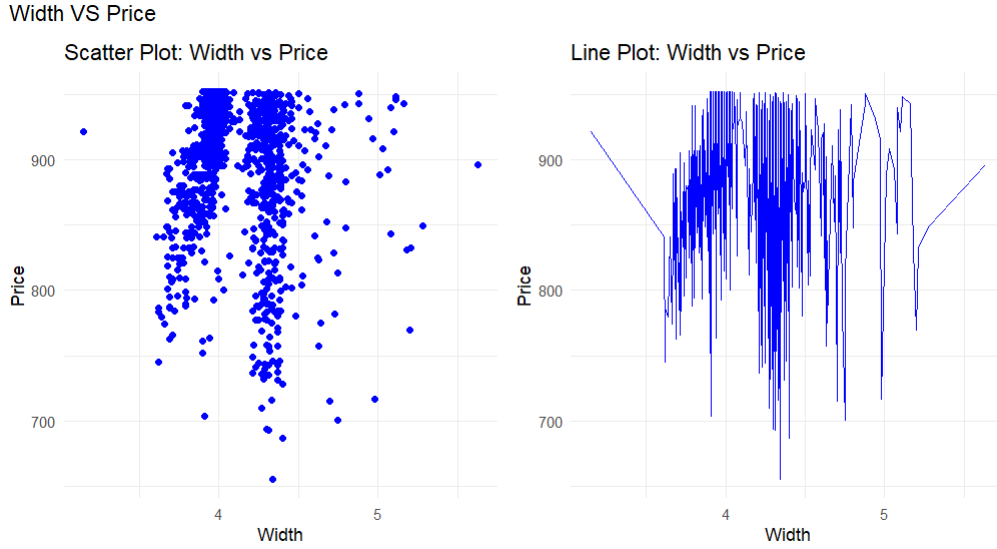 Width VS Price
Scatter Plot: Width vs Price
Price
900
800
700
4
5
Width
Line Plot: Width vs Price
Price
900
800
700
4
5
Width